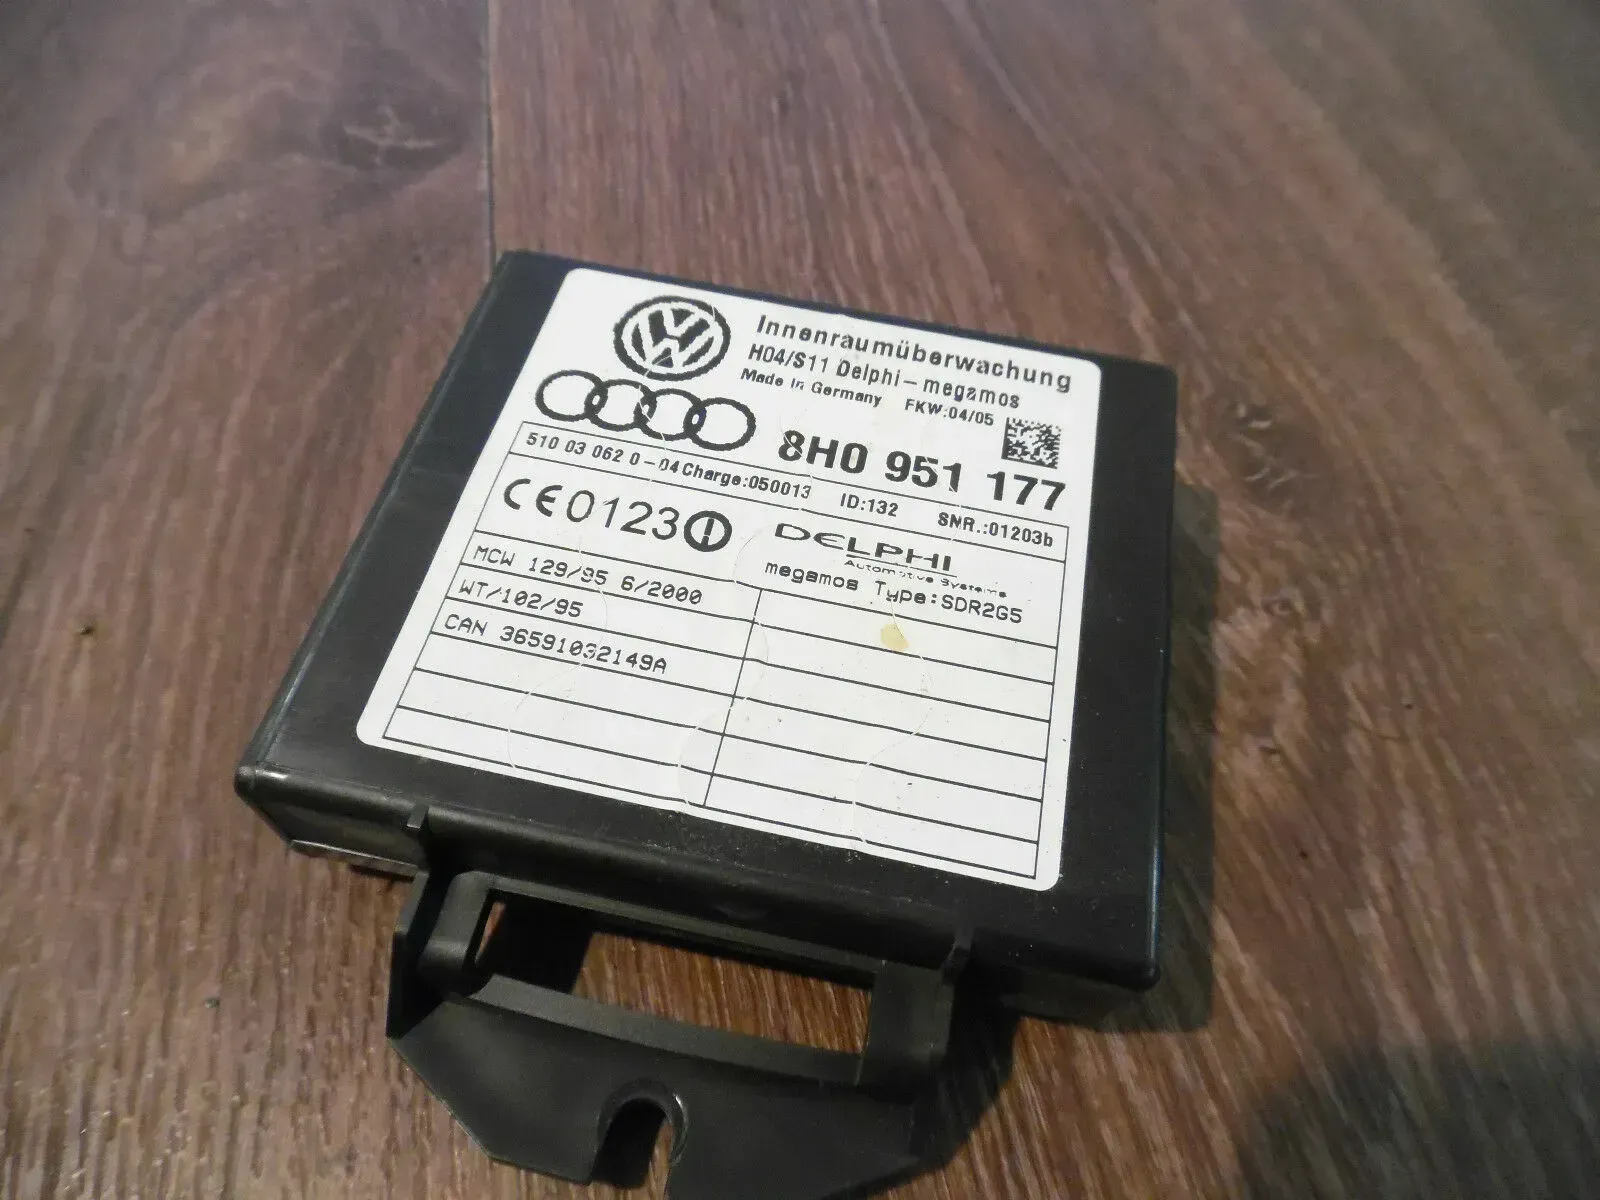 Innenraumüberwachung
H04/S11 Delphi - megamos
Made in Germany FKW:04/05
8H0 951 177
510 03 062 0-04 Charge:050013 ID:132 SNR.:01203b
CE0123
DELPHI
Automotive Systems
megamos Type:SDR2G5
MCW 129/95 6/2000
WT/102/95
CAN 36591032149A